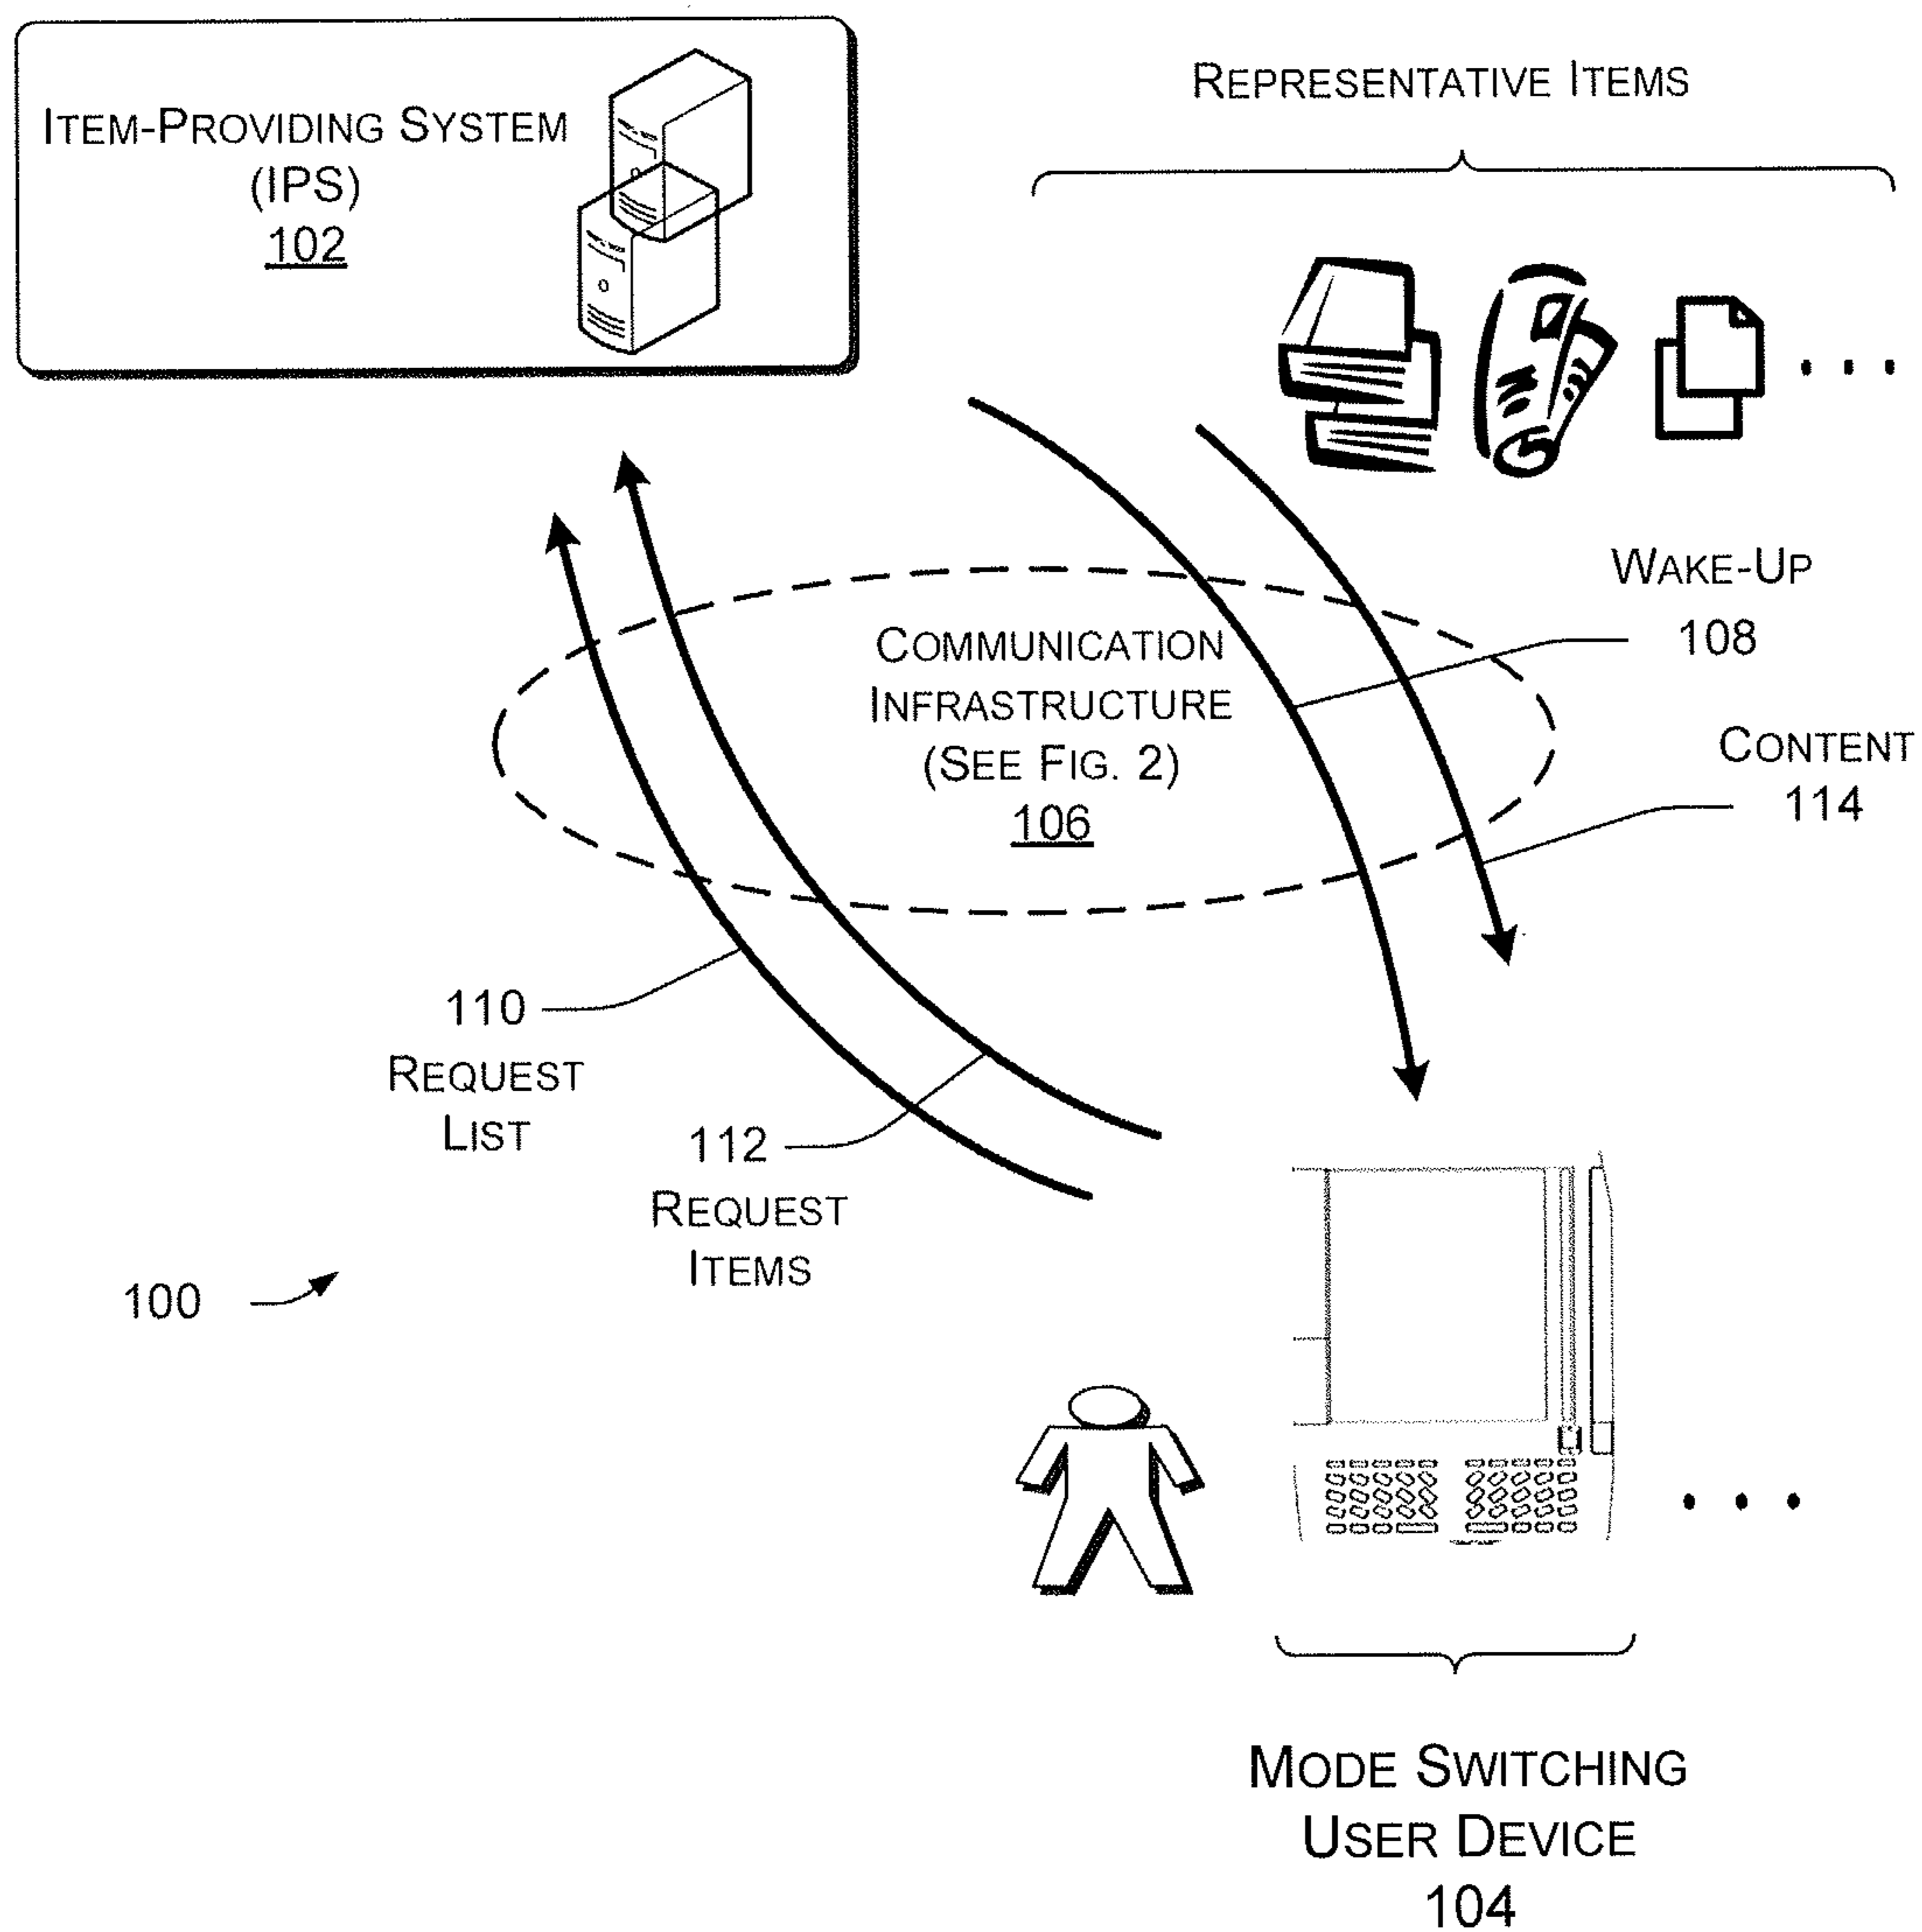 ITEM-PROVIDING SYSTEM
(IPS)
102
REPRESENTATIVE ITEMS
WAKE-UP
108
COMMUNICATION
INFRASTRUCTURE
(SEE FIG. 2)
106
CONTENT
114
110
REQUEST
LIST
112
REQUEST
ITEMS
100
MODE SWITCHING
USER DEVICE
104